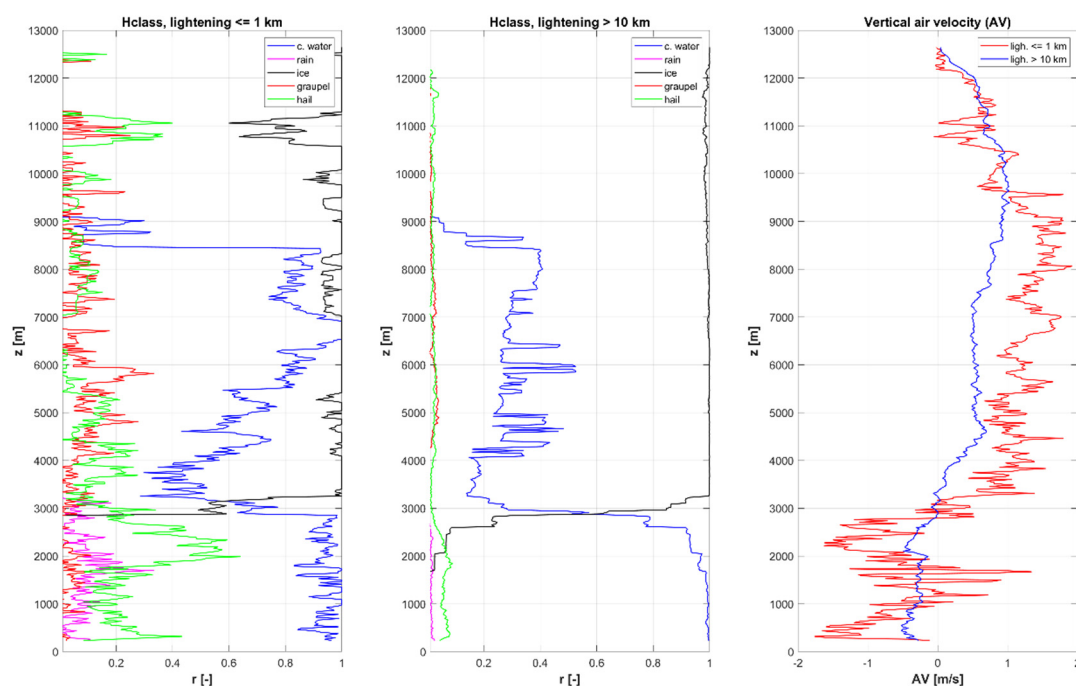 Hclass, lightening <= 1 km
13000
12000
11000
10000
9000
8000
7000
6000
5000
4000
3000
2000
1000
0
z [m]
0.2
0.4
0.6
0.8
1
r [-]
c. water
rain
ice
graupel
hail
Hclass, lightening > 10 km
13000
12000
11000
10000
9000
8000
7000
6000
5000
4000
3000
2000
1000
0
z [m]
0.2
0.4
0.6
0.8
1
r [-]
c. water
rain
ice
graupel
hail
Vertical air velocity (AV)
13000
12000
11000
10000
9000
8000
7000
6000
5000
4000
3000
2000
1000
0
z [m]
-2
-1
0
1
2
AV [m/s]
ligh. <= 1 km
ligh. > 10 km